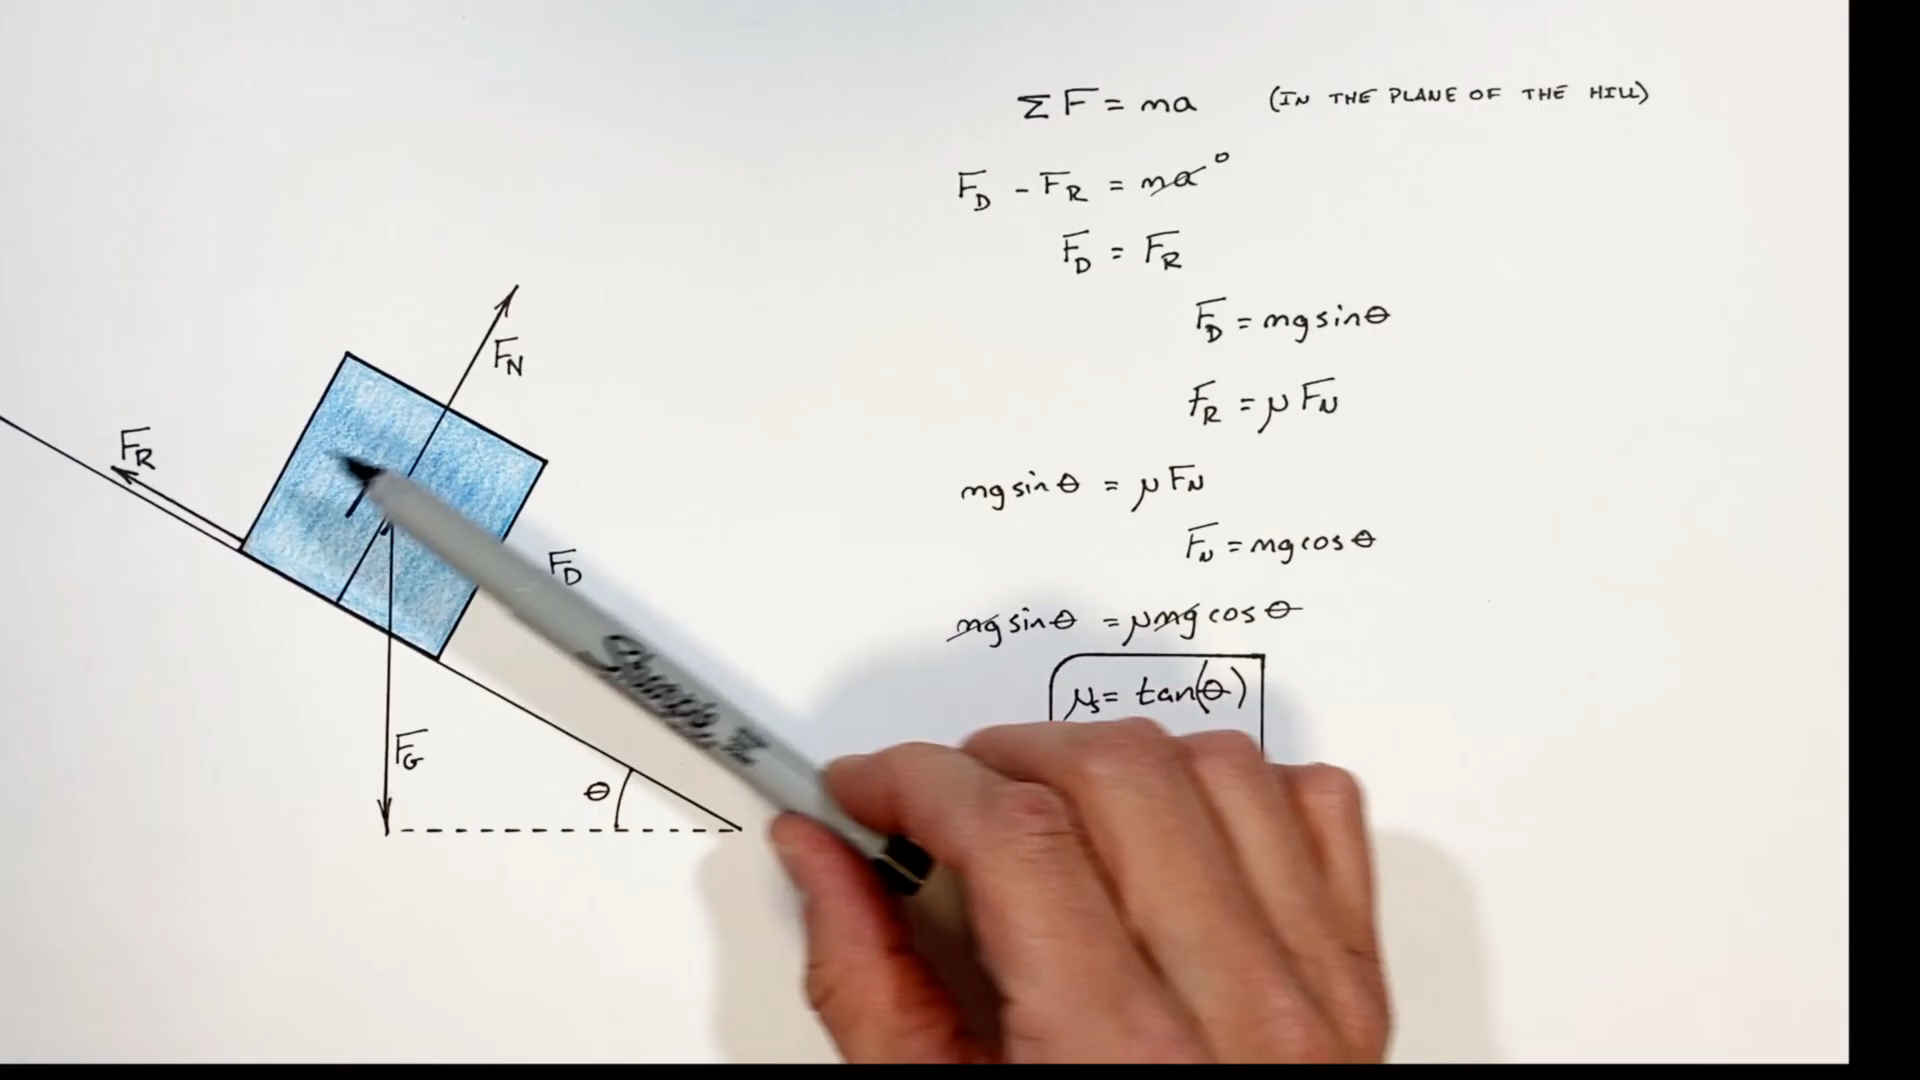 ΣF = ma (IN THE PLANE OF THE HILL)
F_D - F_R = ma 0
F_D = F_R
F_D = mg sin θ
F_R = μ F_N
mg sin θ = μ F_N
F_N = mg cos θ
mg sin θ = μ mg cos θ
μ_s = tan(θ)
F_N
F_R
F_D
F_G
θ
Sharpie